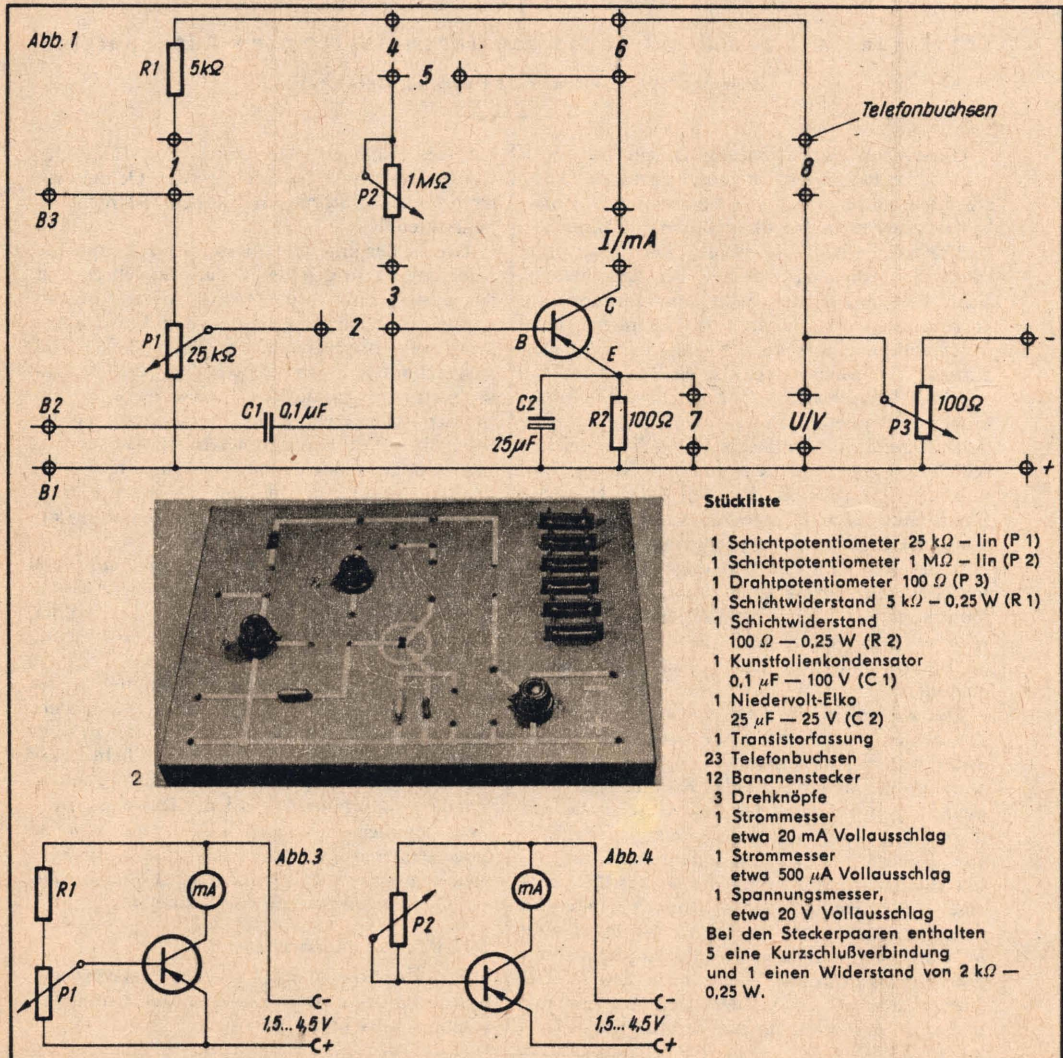 Abb. 1
R1 5kΩ
4
6
5
Telefonbuchsen
1
8
B3
P2 1MΩ
I/mA
3
C
2
B
E
P1 25kΩ
B2
C1 0,1µF
C2 25µF
R2 100Ω
7
U/V
100Ω P3
-
+
B1
Stückliste
1 Schichtpotentiometer 25 kΩ – lin (P 1)
1 Schichtpotentiometer 1 MΩ – lin (P 2)
1 Drahtpotentiometer 100 Ω (P 3)
1 Schichtwiderstand 5 kΩ – 0,25 W (R 1)
1 Schichtwiderstand
100 Ω — 0,25 W (R 2)
1 Kunstfolienkondensator
0,1 µF — 100 V (C 1)
1 Niedervolt-Elko
25 µF — 25 V (C 2)
1 Transistorfassung
23 Telefonbuchsen
12 Bananenstecker
3 Drehknöpfe
1 Strommesser
etwa 20 mA Vollausschlag
1 Strommesser
etwa 500 µA Vollausschlag
1 Spannungsmesser,
etwa 20 V Vollausschlag
Bei den Steckerpaaren enthalten
5 eine Kurzschlußverbindung
und 1 einen Widerstand von 2 kΩ —
0,25 W.
2
Abb. 3
R1
mA
P1
-
1,5... 4,5 V
+
Abb. 4
mA
P2
-
1,5... 4,5 V
+